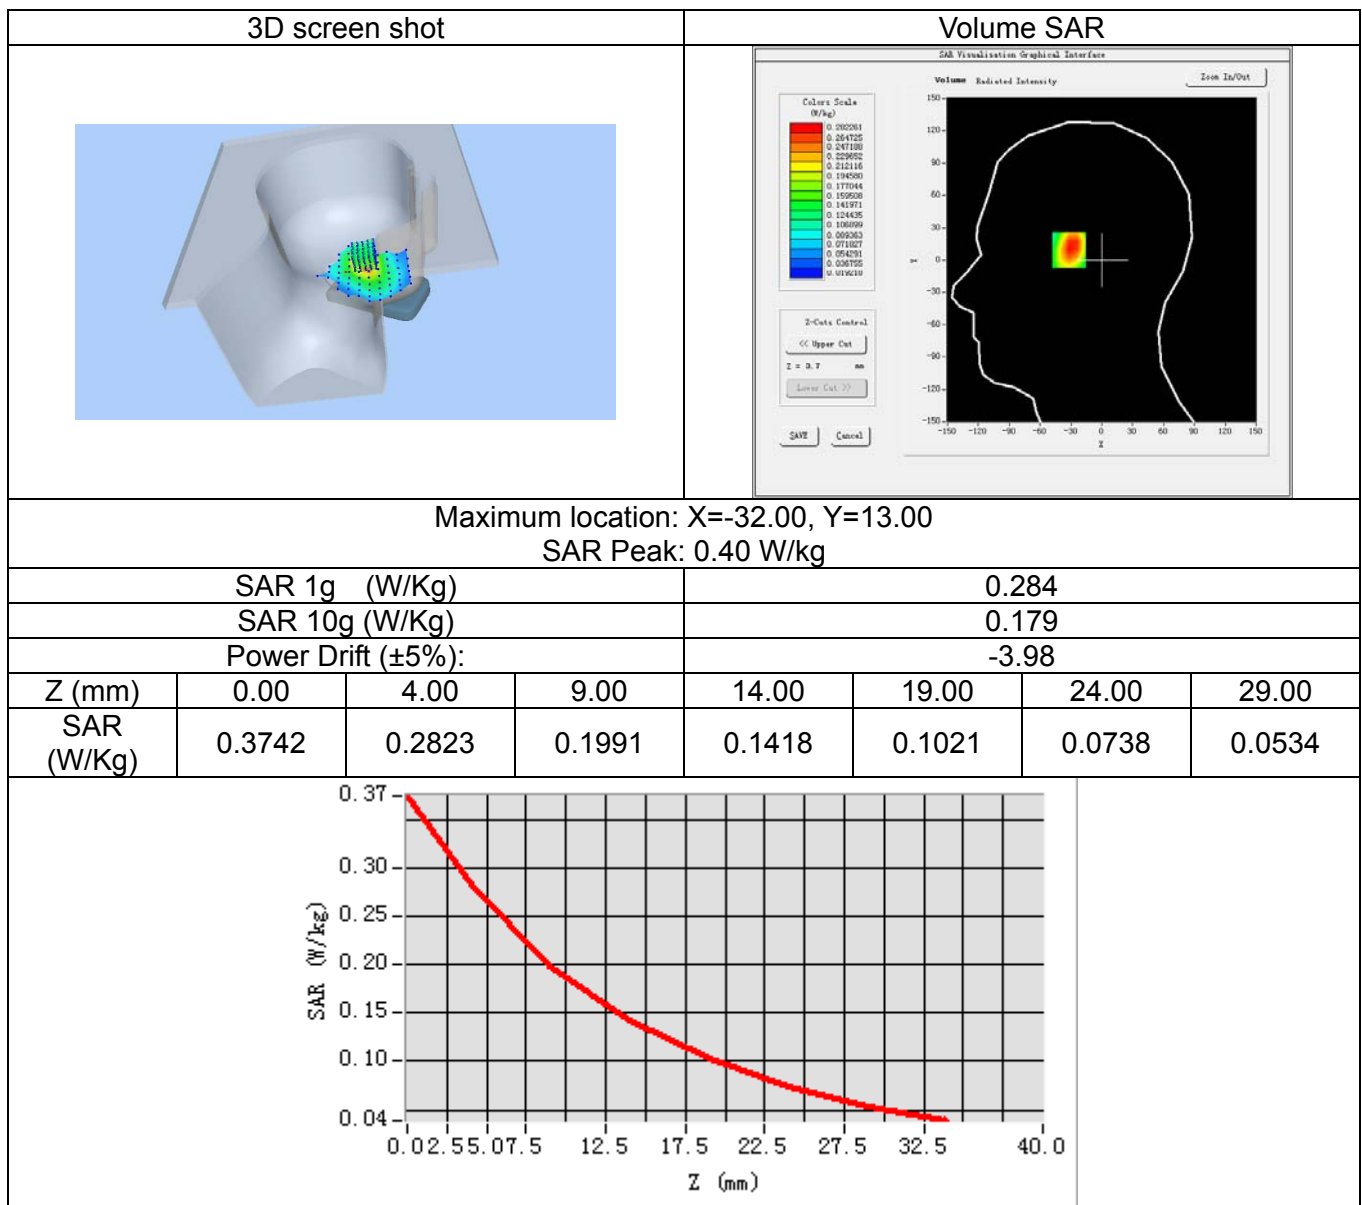 3D screen shot
Volume SAR
SAR Visualisation Graphical Interface
Volume Radiated Intensity
Zoom In/Out
Colors Scale
(W/kg)
0.282261
0.264725
0.247188
0.229652
0.212116
0.194580
0.177044
0.159508
0.141971
0.124435
0.106899
0.089363
0.071827
0.054291
0.036755
0.019218
Z-Cuts Control
<< Upper Cut
Z = 3.7 mm
Lower Cut >>
SAVE Cancel
150
120
90
60
30
0
-30
-60
-90
-120
-150
Y
-150 -120 -90 -60 -30 0 30 60 90 120 150
X
Maximum location: X=-32.00, Y=13.00
SAR Peak: 0.40 W/kg
SAR 1g (W/Kg) 0.284
SAR 10g (W/Kg) 0.179
Power Drift (±5%): -3.98
Z (mm) 0.00 4.00 9.00 14.00 19.00 24.00 29.00
SAR (W/Kg) 0.3742 0.2823 0.1991 0.1418 0.1021 0.0738 0.0534
0.37
0.30
0.25
0.20
0.15
0.10
0.04
SAR (W/kg)
0.0 2.5 5.0 7.5 12.5 17.5 22.5 27.5 32.5 40.0
Z (mm)